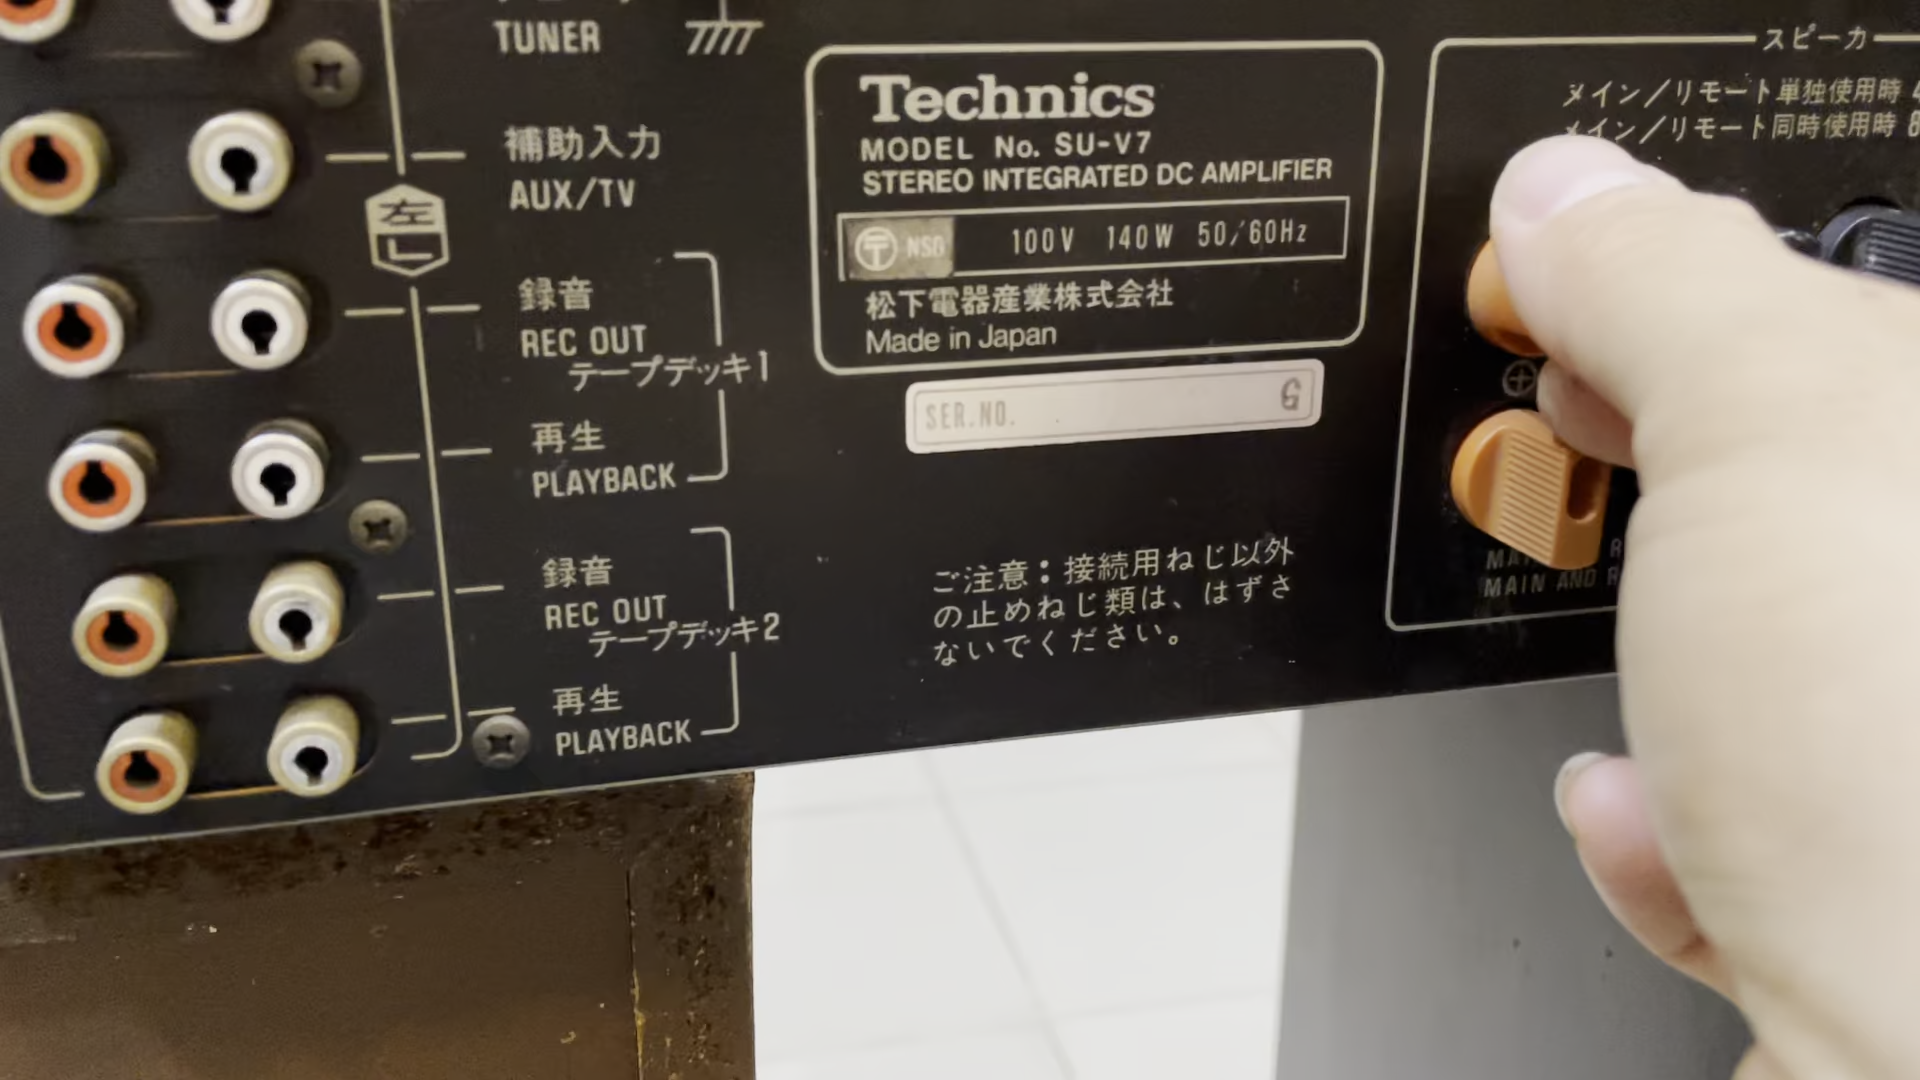 TUNER
補助入力
AUX/TV
左
L
録音
REC OUT
テープデッキ1
再生
PLAYBACK
録音
REC OUT
テープデッキ2
再生
PLAYBACK
Technics
MODEL No. SU-V7
STEREO INTEGRATED DC AMPLIFIER
〒 NSG 100V 140W 50/60Hz
松下電器産業株式会社
Made in Japan
SER.NO. G
ご注意：接続用ねじ以外
の止めねじ類は、はずさ
ないでください。
スピーカ
メイン／リモート単独使用時
メイン／リモート同時使用時 8
MAIN AND